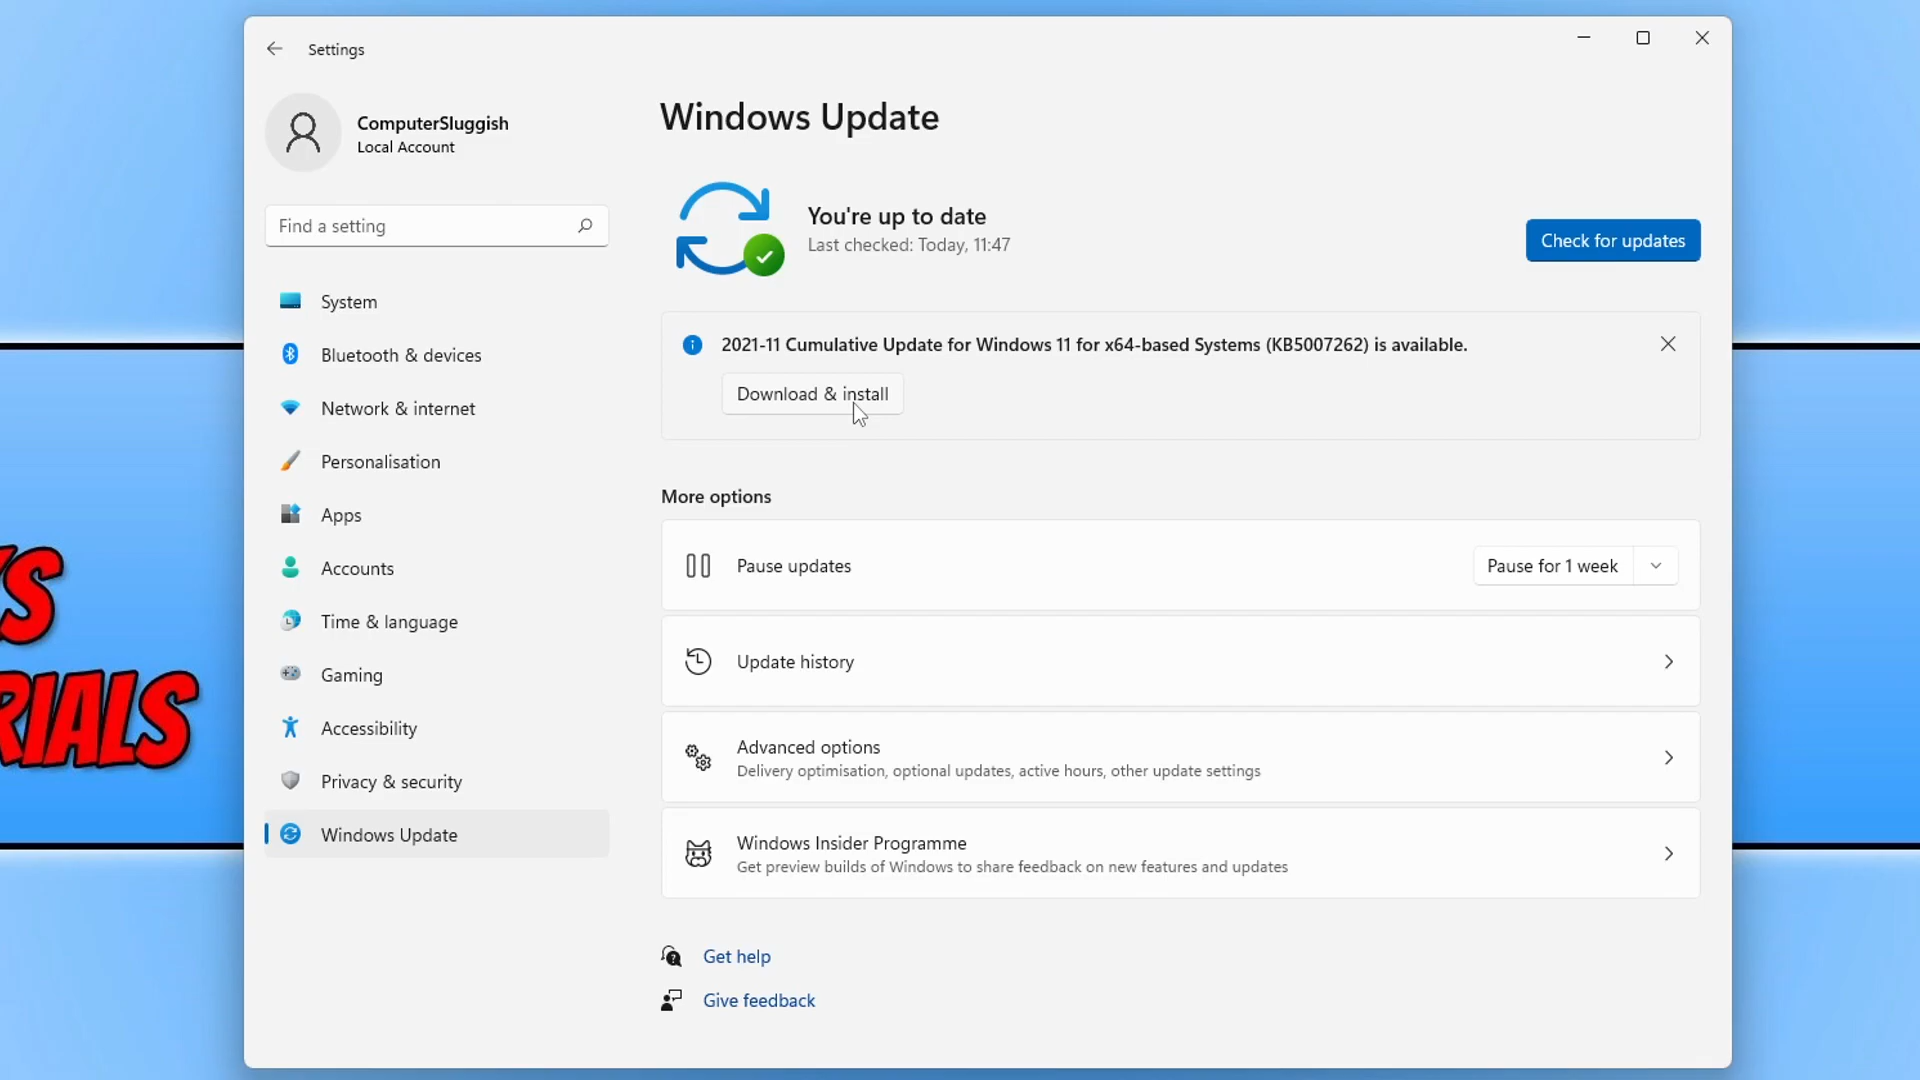 Settings
ComputerSluggish
Local Account
Find a setting
System
Bluetooth & devices
Network & internet
Personalisation
Apps
Accounts
Time & language
Gaming
Accessibility
Privacy & security
Windows Update
Windows Update
You're up to date
Last checked: Today, 11:47
Check for updates
2021-11 Cumulative Update for Windows 11 for x64-based Systems (KB5007262) is available.
Download & install
More options
Pause updates
Pause for 1 week
Update history
Advanced options
Delivery optimisation, optional updates, active hours, other update settings
Windows Insider Programme
Get preview builds of Windows to share feedback on new features and updates
Get help
Give feedback